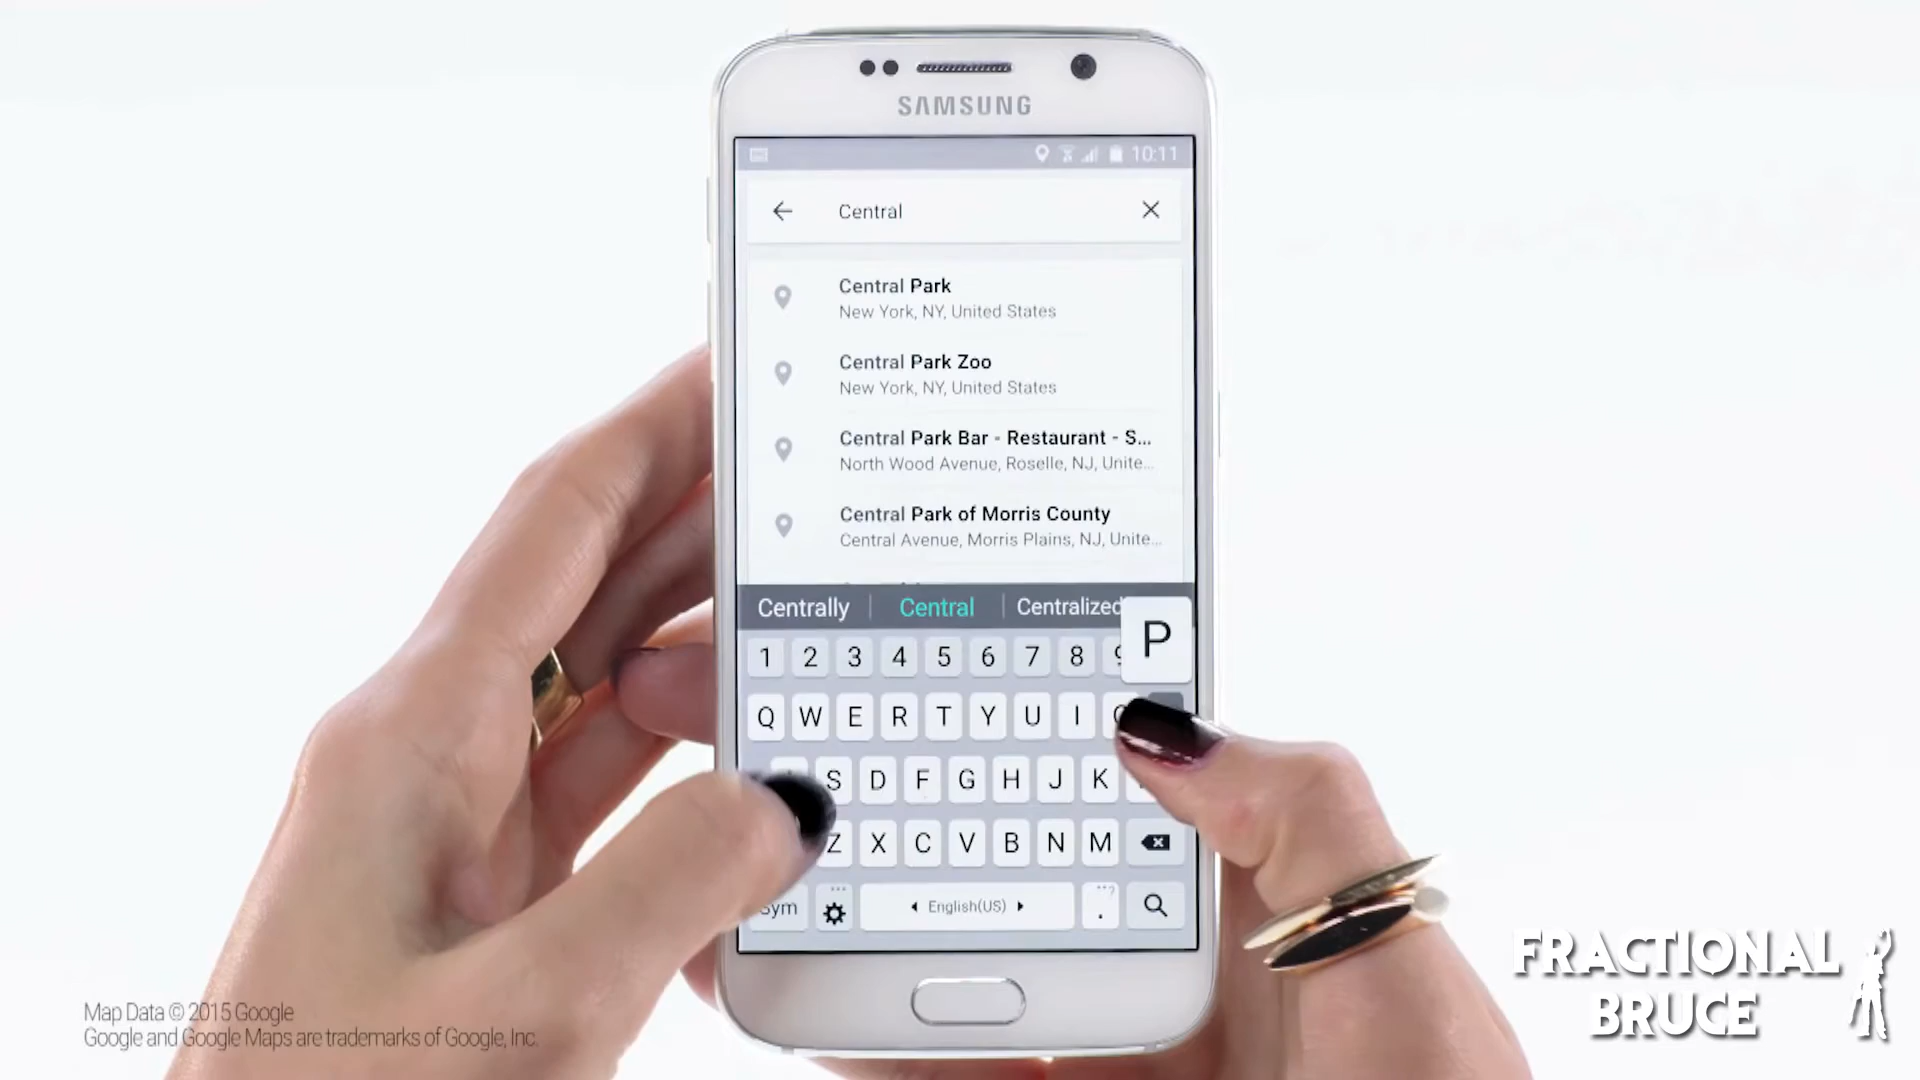 SAMSUNG
10:11
Central
Central Park
New York, NY, United States
Central Park Zoo
New York, NY, United States
Central Park Bar - Restaurant - S...
North Wood Avenue, Roselle, NJ, Unite...
Central Park of Morris County
Central Avenue, Morris Plains, NJ, Unite...
Centrally Central Centralized
P
1 2 3 4 5 6 7 8 9
Q W E R T Y U I O
S D F G H J K
Z X C V B N M
Sym English(US) .
Map Data © 2015 Google
Google and Google Maps are trademarks of Google, Inc.
FRACTIONAL
BRUCE